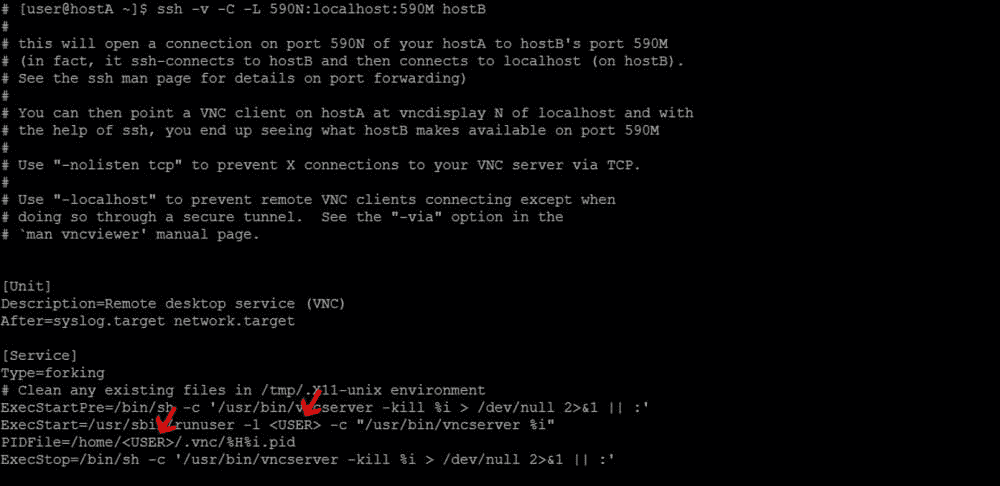 # [user@hostA ~]$ ssh -v -C -L 590N:localhost:590M hostB
#
# this will open a connection on port 590N of your hostA to hostB's port 590M
# (in fact, it ssh-connects to hostB and then connects to localhost (on hostB).
# See the ssh man page for details on port forwarding)
#
# You can then point a VNC client on hostA at vncdisplay N of localhost and with
# the help of ssh, you end up seeing what hostB makes available on port 590M
#
# Use "-nolisten tcp" to prevent X connections to your VNC server via TCP.
#
# Use "-localhost" to prevent remote VNC clients connecting except when
# doing so through a secure tunnel.  See the "-via" option in the
# `man vncviewer' manual page.
[Unit]
Description=Remote desktop service (VNC)
After=syslog.target network.target
[Service]
Type=forking
# Clean any existing files in /tmp/.X11-unix environment
ExecStartPre=/bin/sh -c '/usr/bin/vncserver -kill %i > /dev/null 2>&1 || :'
ExecStart=/usr/sbin/runuser -l <USER> -c "/usr/bin/vncserver %i"
PIDFile=/home/<USER>/.vnc/%H%i.pid
ExecStop=/bin/sh -c '/usr/bin/vncserver -kill %i > /dev/null 2>&1 || :'